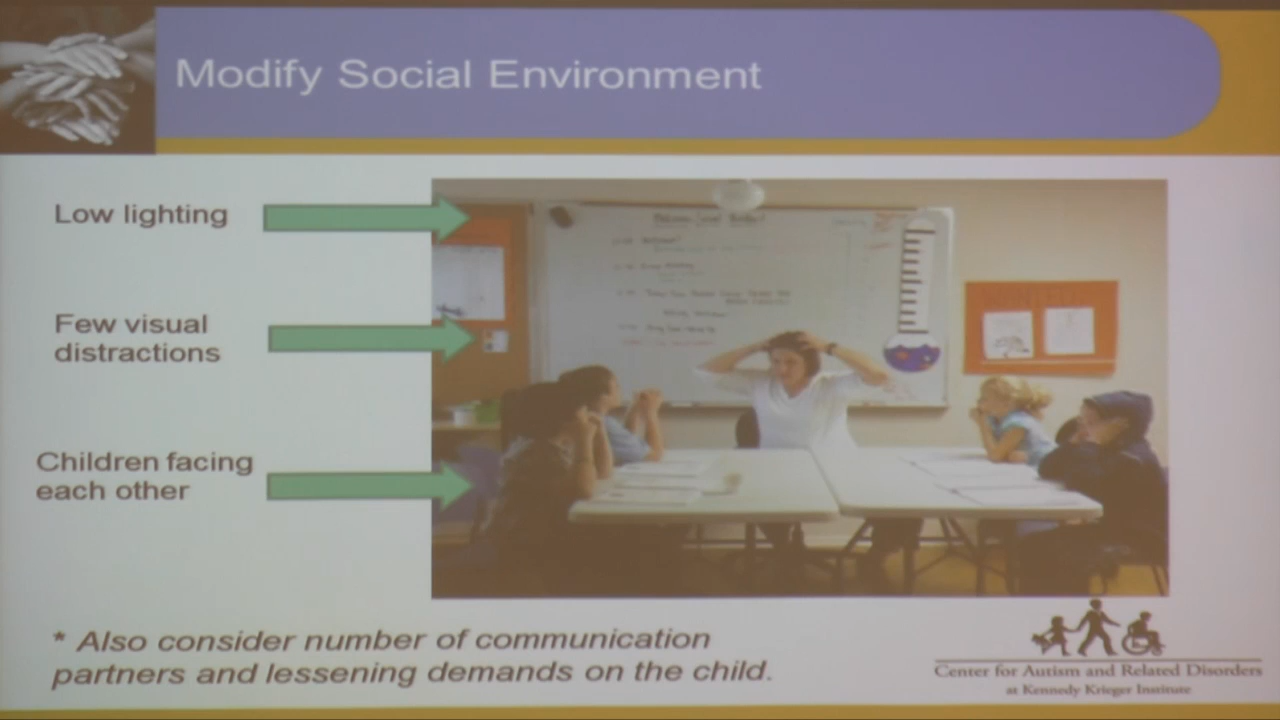 Modify Social Environment
Low lighting
Few visual
distractions
Children facing
each other
* Also consider number of communication
partners and lessening demands on the child.
Center for Autism and Related Disorders
at Kennedy Krieger Institute